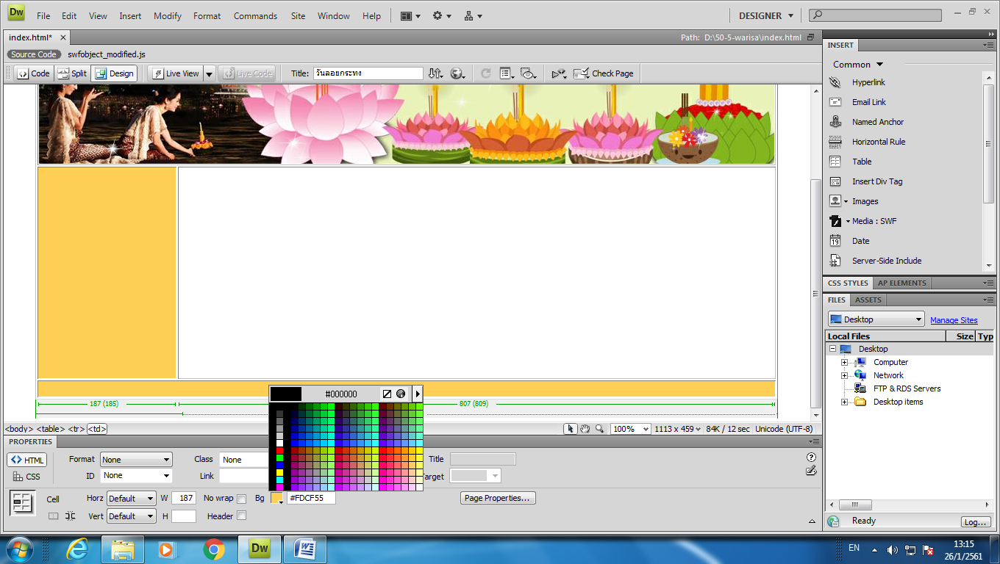 Dw File Edit View Insert Modify Format Commands Site Window Help DESIGNER
index.html* Path: D:\50-5-warisa\index.html
Source Code swfobject_modified.js
Code Split Design Live View Live Code Title: วันลอยกระทง Check Page
INSERT
Common
Hyperlink
Email Link
Named Anchor
Horizontal Rule
Table
Insert Div Tag
Images
Media : SWF
19 Date
Server-Side Include
CSS STYLES AP ELEMENTS
FILES ASSETS
Desktop Manage Sites
Local Files Size Typ
Desktop
Computer
Network
FTP & RDS Servers
Desktop items
Ready Log...
#000000
187 (185) 807 (809)
<body> <table> <tr> <td> 100% 1113 x 459 84K / 12 sec Unicode (UTF-8)
PROPERTIES
HTML Format None Class None Title
CSS ID None Link Target
Cell Horz Default W 187 No wrap Bg #FDCF55 Page Properties...
Vert Default H Header
Dw EN 13:15
26/1/2561